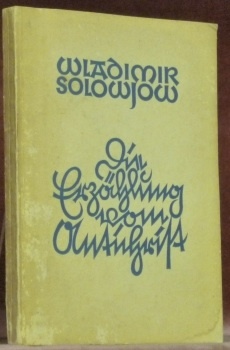 WLADIMIR
SOLOWJOW
Die
Erzählung
vom
Antichrist